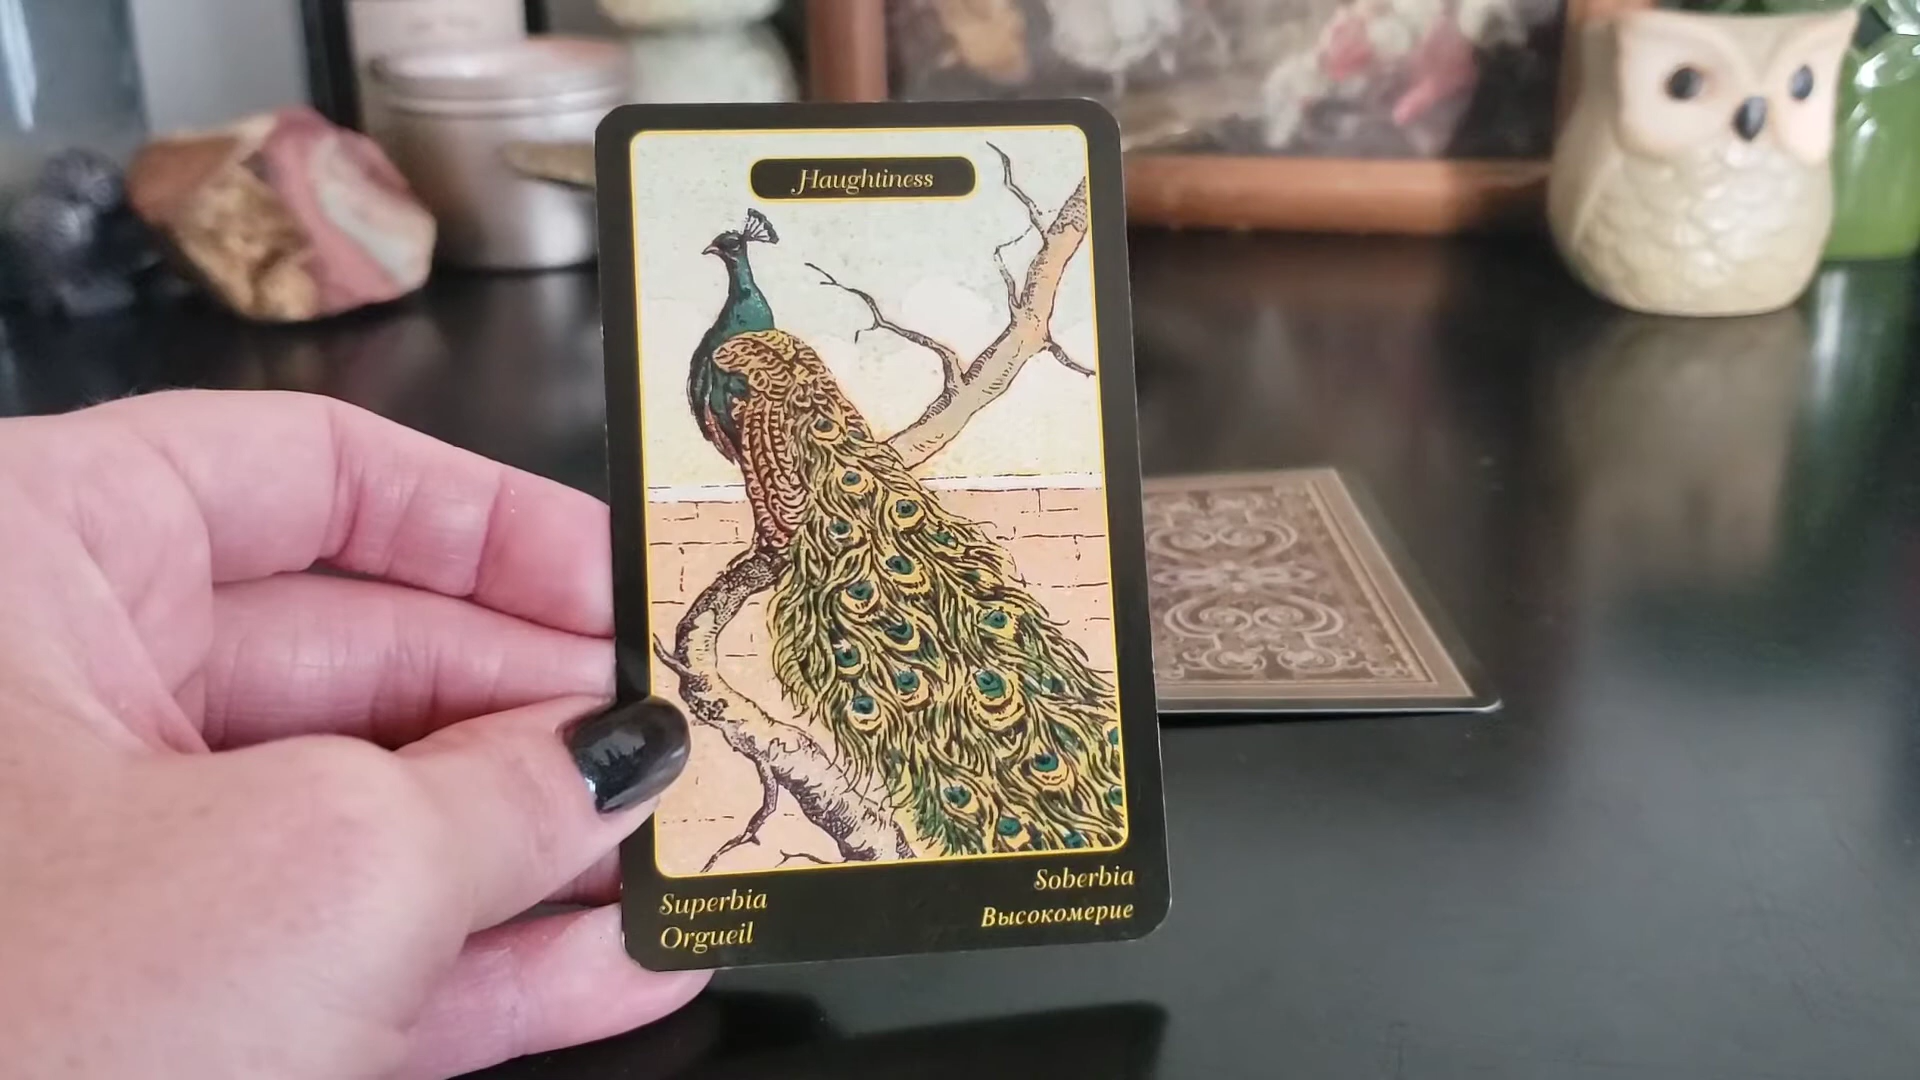 Haughtiness
Superbia
Orgueil
Soberbia
Высокомерие